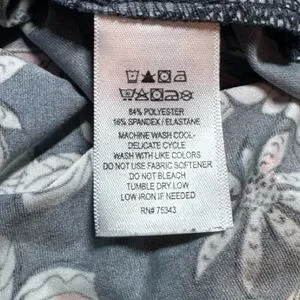 84% POLYESTER
16% SPANDEX / ELASTANE
MACHINE WASH COOL-
DELICATE CYCLE
WASH WITH LIKE COLORS
DO NOT USE FABRIC SOFTENER
DO NOT BLEACH
TUMBLE DRY LOW
LOW IRON IF NEEDED
RN# 75343